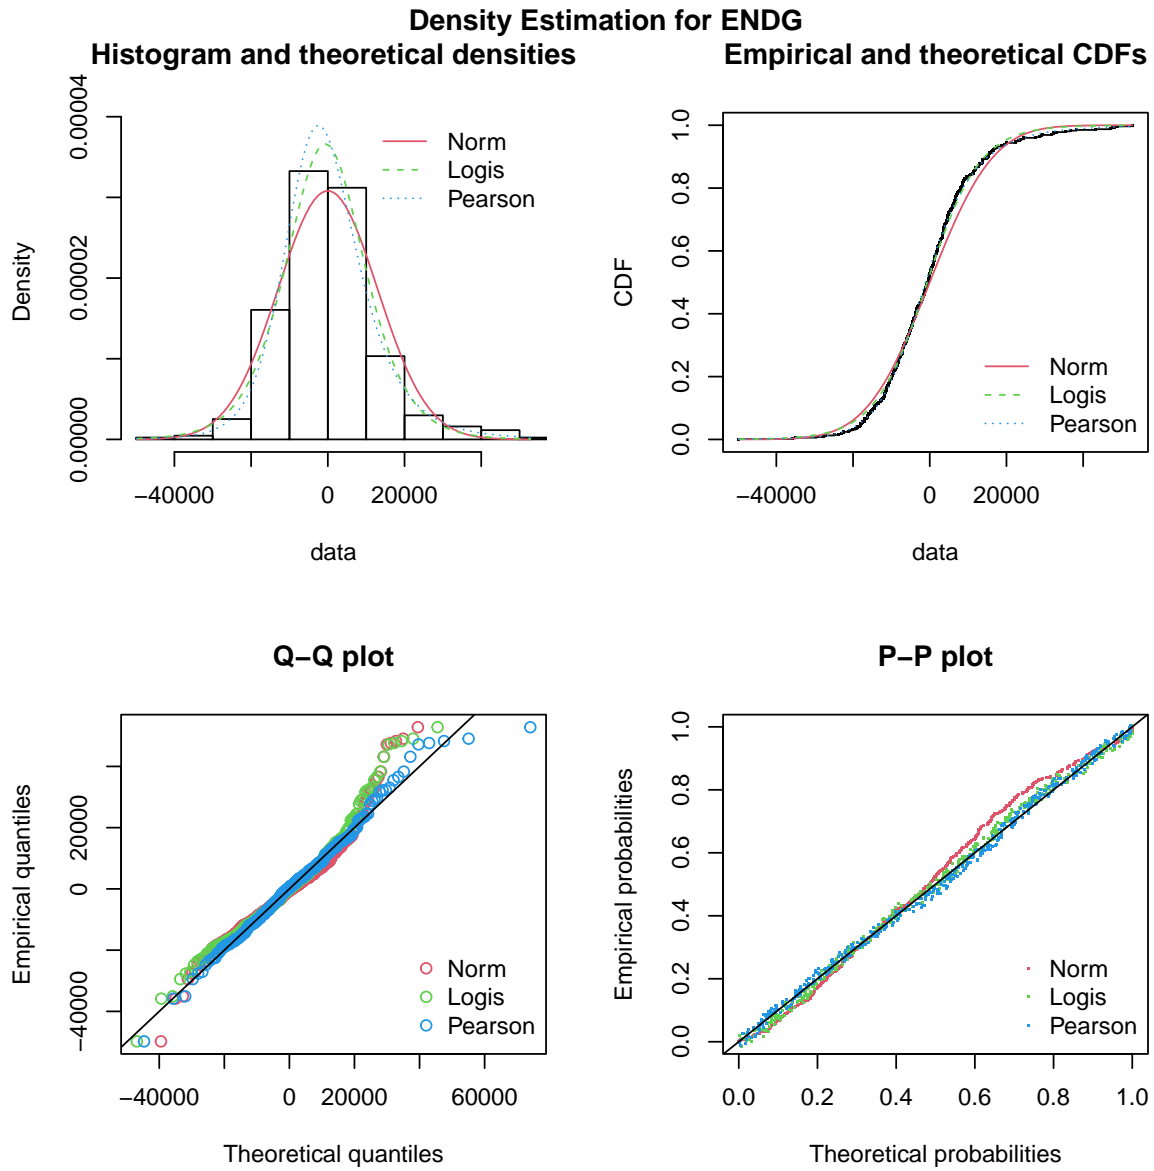 Density Estimation for ENDG
Histogram and theoretical densities
Density
0.00000
0.00002
0.00004
Norm
Logis
Pearson
−40000
0
20000
data
Empirical and theoretical CDFs
CDF
0.0
0.2
0.4
0.6
0.8
1.0
Norm
Logis
Pearson
−40000
0
20000
data
Q−Q plot
Empirical quantiles
−40000
0
20000
Norm
Logis
Pearson
−40000
0
20000
60000
Theoretical quantiles
P−P plot
Empirical probabilities
0.0
0.2
0.4
0.6
0.8
1.0
Norm
Logis
Pearson
0.0
0.2
0.4
0.6
0.8
1.0
Theoretical probabilities